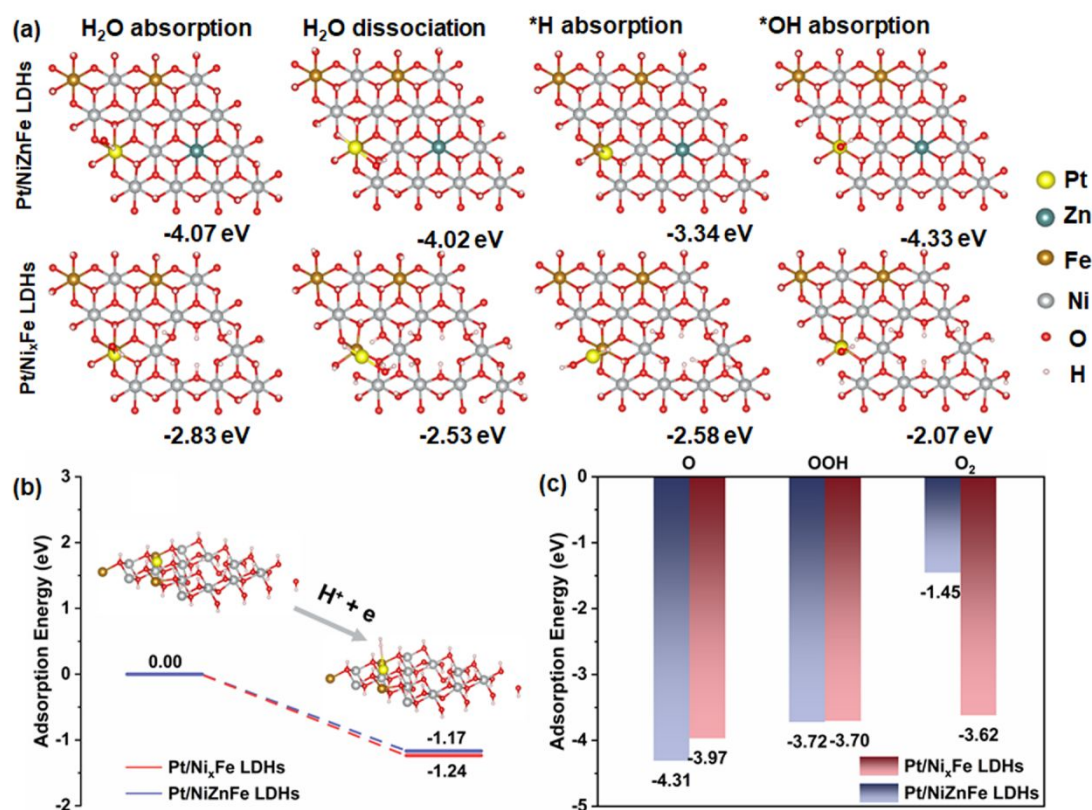 (a)
H₂O absorption
H₂O dissociation
*H absorption
*OH absorption
Pt/NiZnFe LDHs
-4.07 eV
-4.02 eV
-3.34 eV
-4.33 eV
Pt/NiₓFe LDHs
-2.83 eV
-2.53 eV
-2.58 eV
-2.07 eV
Pt
Zn
Fe
Ni
O
H
(b)
Adsorption Energy (eV)
3
2
1
0
-1
-2
0.00
H⁺ + e
-1.17
-1.24
Pt/NiₓFe LDHs
Pt/NiZnFe LDHs
(c)
Adsorption Energy (eV)
O
OOH
O₂
0
-1
-2
-3
-4
-5
-4.31
-3.97
-3.72
-3.70
-1.45
-3.62
Pt/NiₓFe LDHs
Pt/NiZnFe LDHs